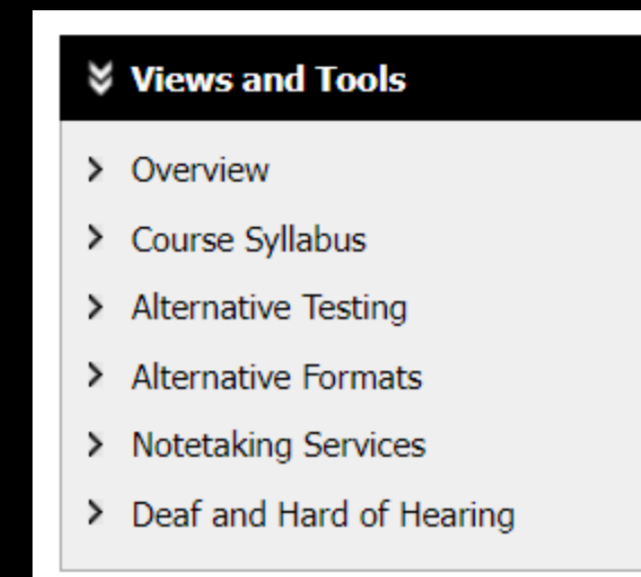 Views and Tools
Overview
Course Syllabus
Alternative Testing
Alternative Formats
Notetaking Services
Deaf and Hard of Hearing